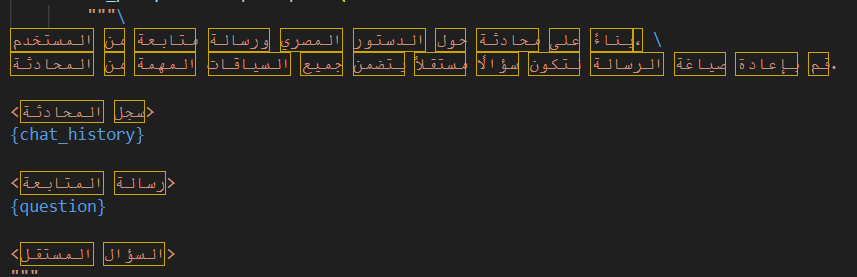 """\
بناءً على محادثة حول الدستور المصري ورسالة متابعة من المستخدم، \
قم بإعادة صياغة الرسالة لتكون سؤالًا مستقلاً يتضمن جميع السياقات المهمة من المحادثة.
<سجل المحادثة>
{chat_history}
<رسالة المتابعة>
{question}
<السؤال المستقل>
"""